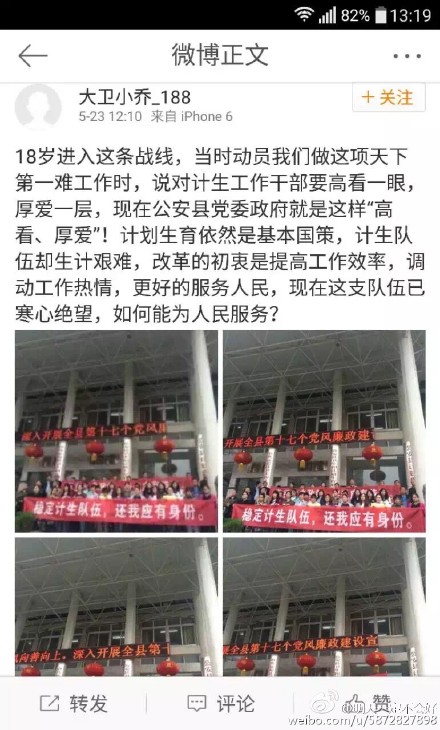 82% 13:19
微博正文
大卫小乔_188
+关注
5-23 12:10 来自 iPhone 6
18岁进入这条战线，当时动员我们做这项天下
第一难工作时，说对计生工作干部要高看一眼，
厚爱一层，现在公安县党委政府就是这样“高
看、厚爱”！计划生育依然是基本国策，计生队
伍却生计艰难，改革的初衷是提高工作效率，调
动工作热情，更好的服务人民，现在这支队伍已
寒心绝望，如何能为人民服务？
深入开展全县第十七个党风
稳定计生队伍，还我应有身份。
开展全县第十七个党风廉政建
稳定计生队伍，还我应有身份。
风向善向上。深入开展全县第十
县第十七个党风廉政建设宣
转发
评论
赞
weibo.com/u/5872827898